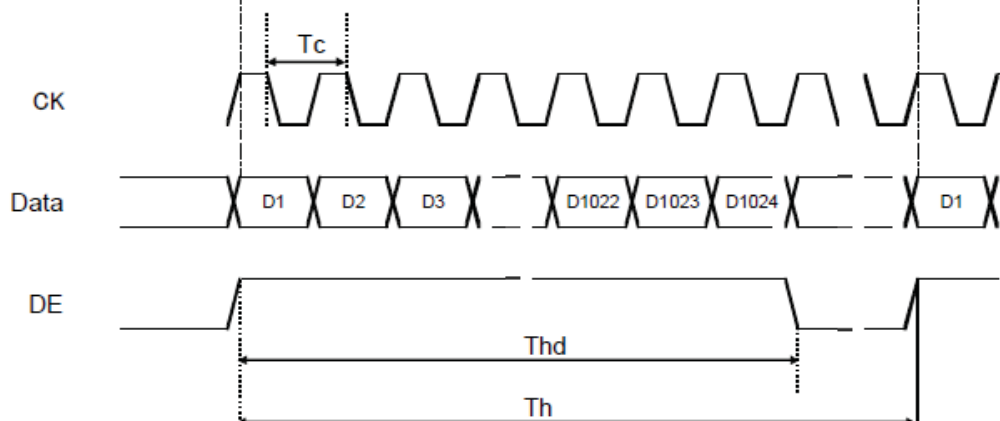 Tc
CK
Data D1 D2 D3 D1022 D1023 D1024 D1
DE
Thd
Th